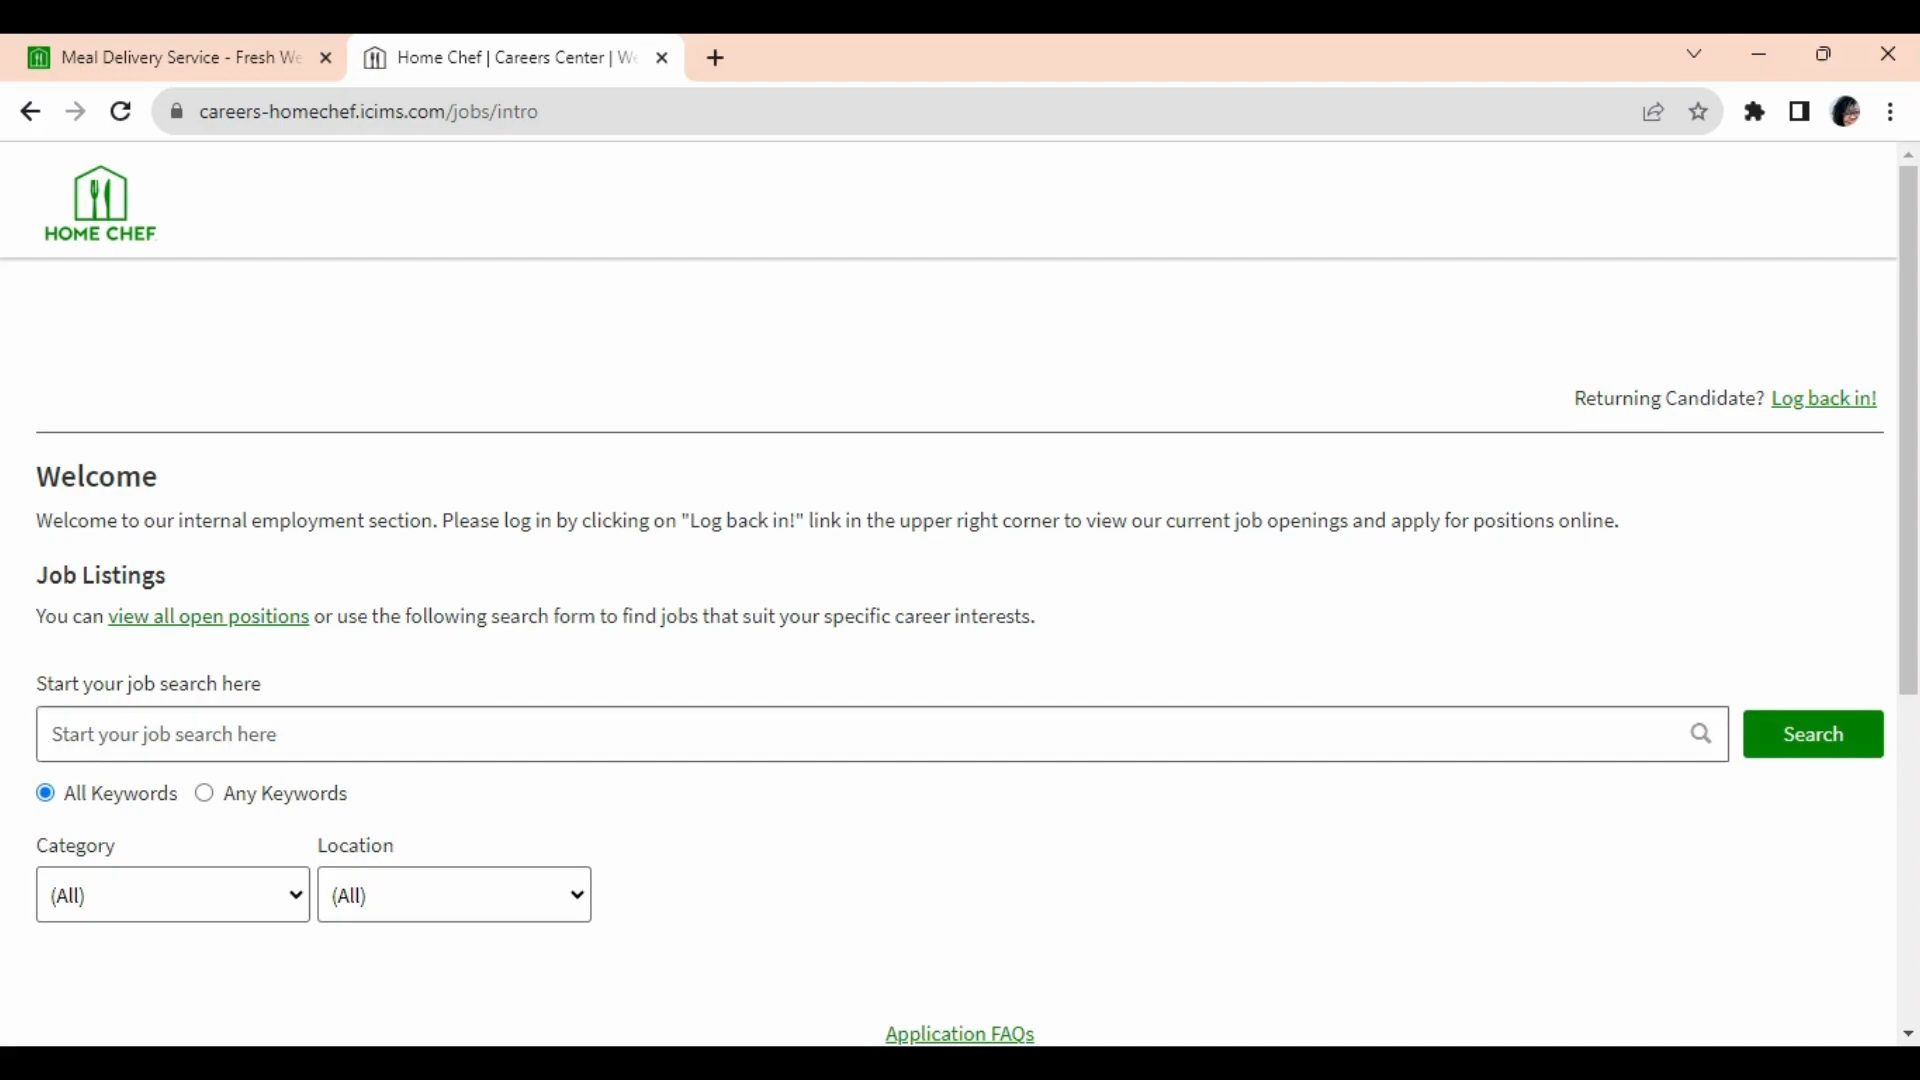 Meal Delivery Service - Fresh We
Home Chef | Careers Center | We
careers-homechef.icims.com/jobs/intro
HOME CHEF
Returning Candidate? Log back in!
Welcome
Welcome to our internal employment section. Please log in by clicking on "Log back in!" link in the upper right corner to view our current job openings and apply for positions online.
Job Listings
You can view all open positions or use the following search form to find jobs that suit your specific career interests.
Start your job search here
Start your job search here
Search
All Keywords Any Keywords
Category Location
(All) (All)
Application FAQs